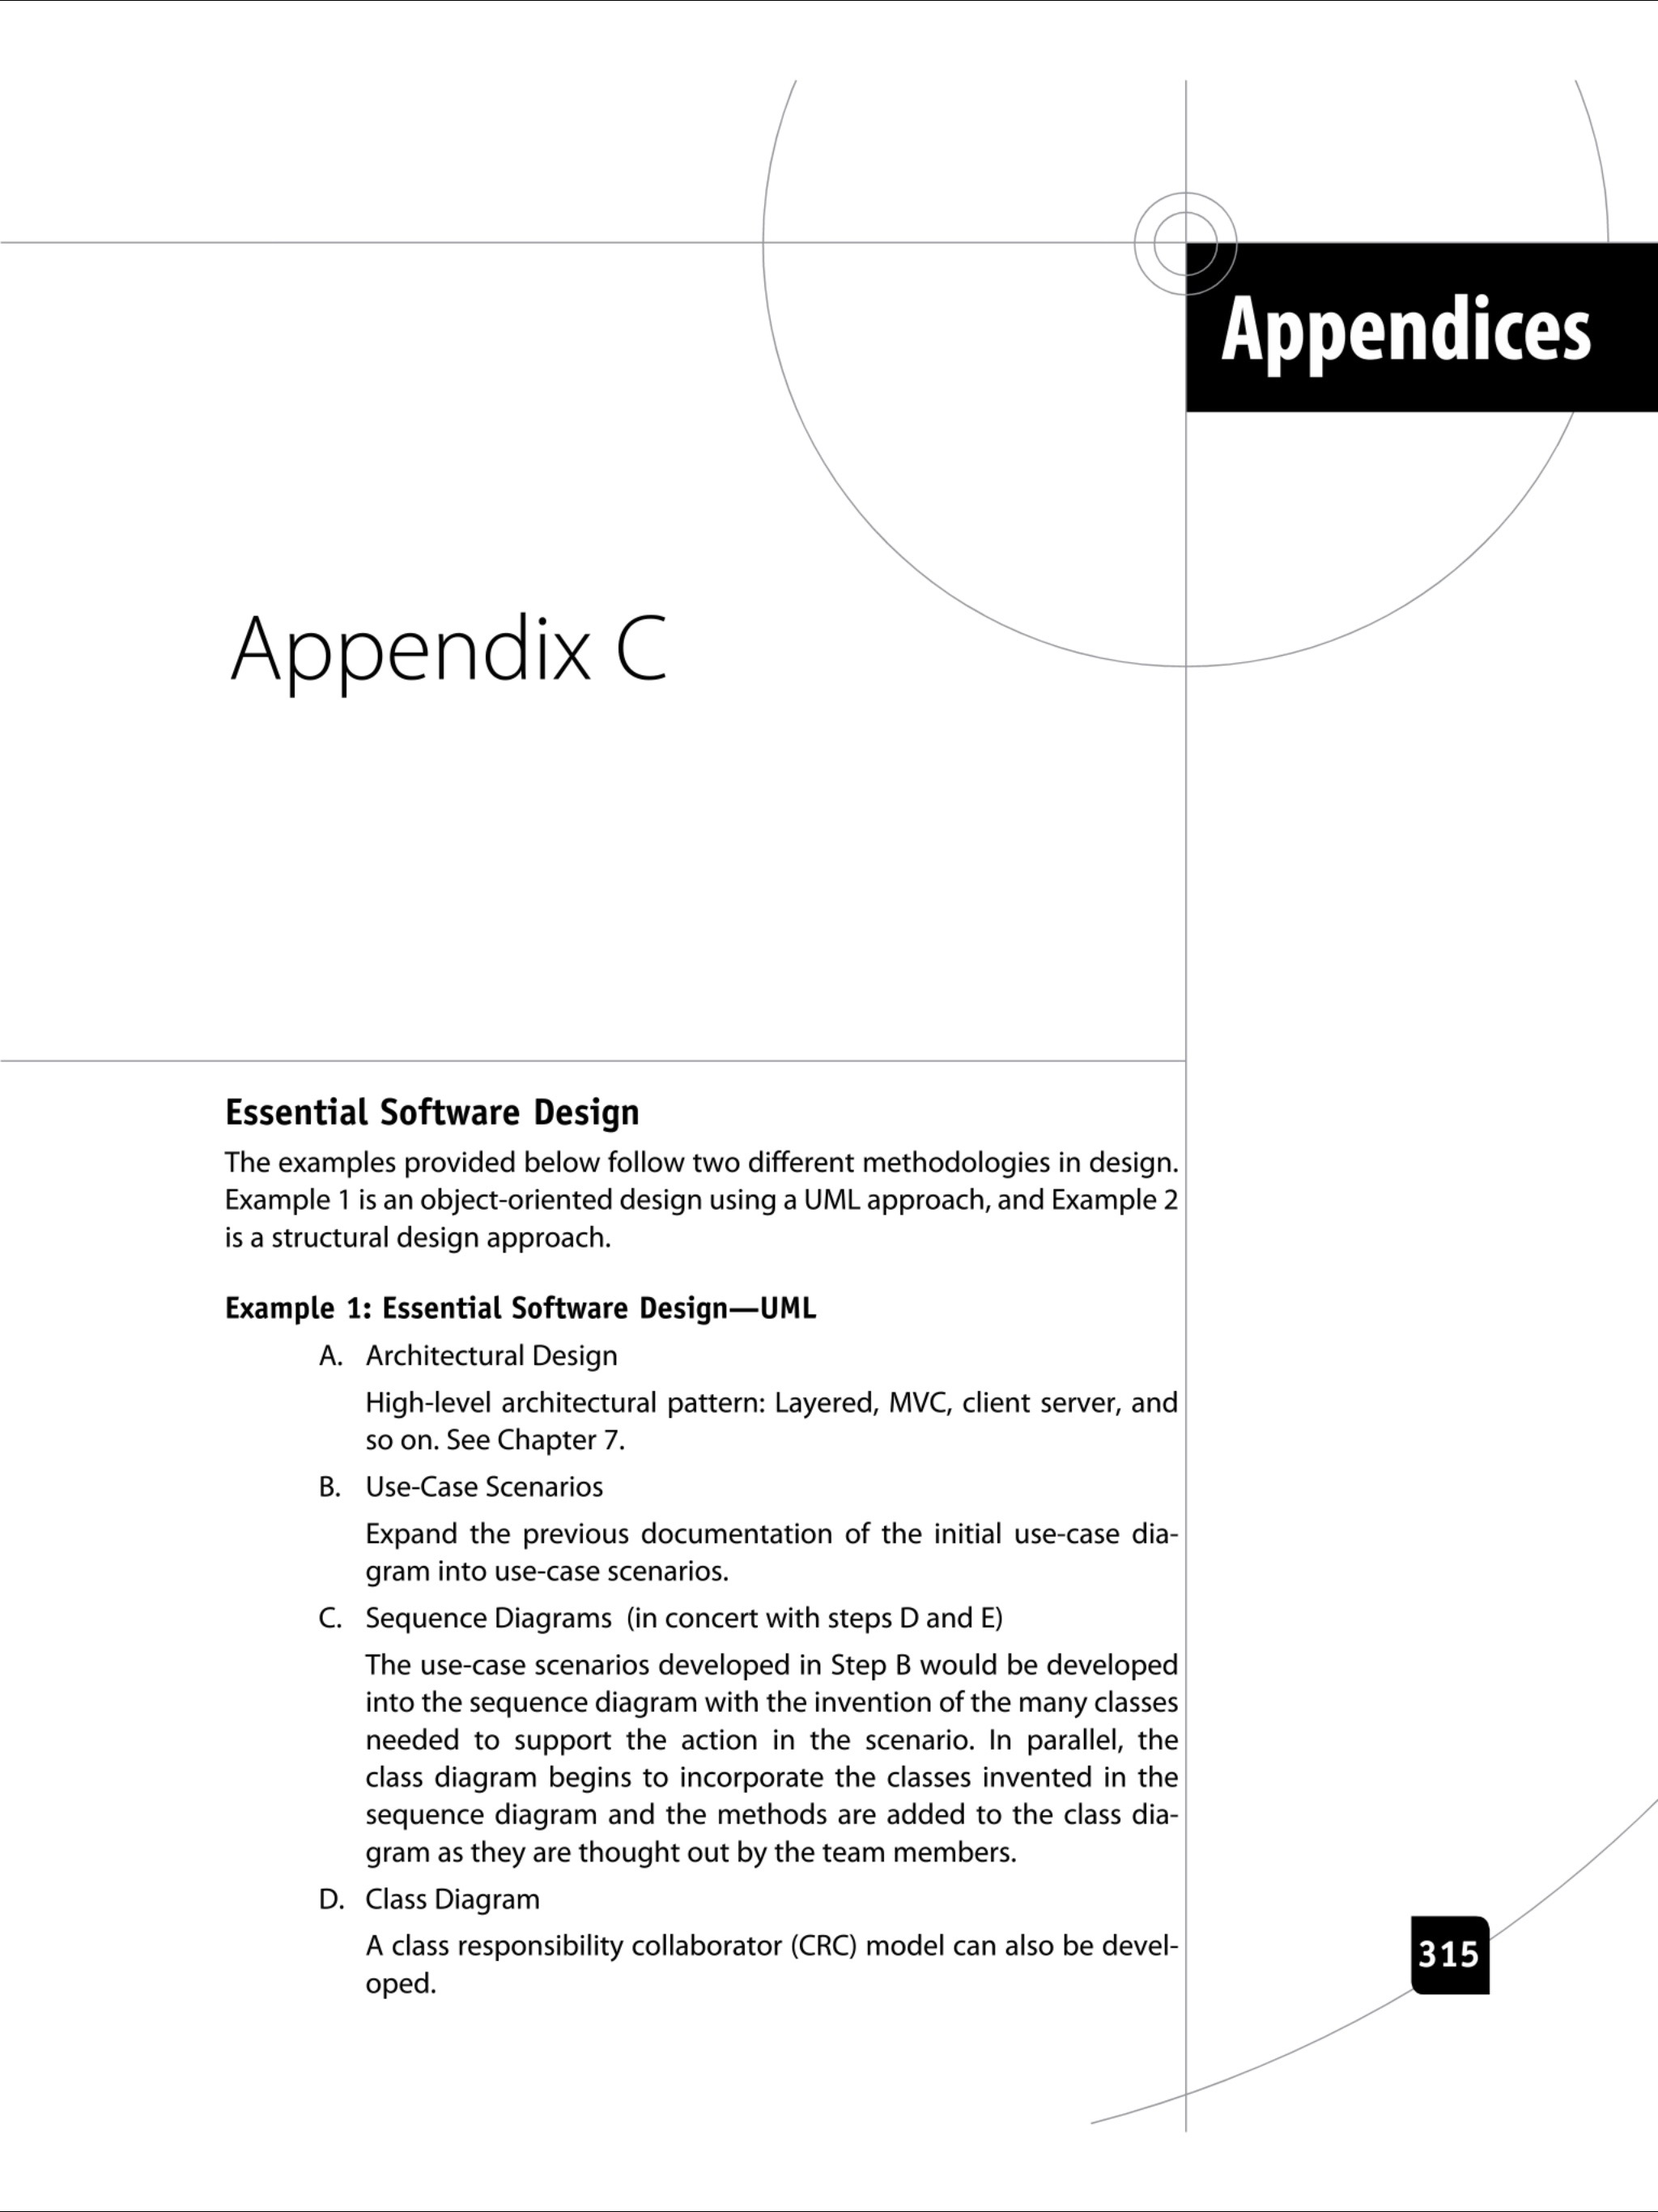 Appendices
Appendix C
Essential Software Design
The examples provided below follow two different methodologies in design.
Example 1 is an object-oriented design using a UML approach, and Example 2
is a structural design approach.
Example 1: Essential Software Design—UML
A. Architectural Design
High-level architectural pattern: Layered, MVC, client server, and
so on. See Chapter 7.
B. Use-Case Scenarios
Expand the previous documentation of the initial use-case dia-
gram into use-case scenarios.
C. Sequence Diagrams (in concert with steps D and E)
The use-case scenarios developed in Step B would be developed
into the sequence diagram with the invention of the many classes
needed to support the action in the scenario. In parallel, the
class diagram begins to incorporate the classes invented in the
sequence diagram and the methods are added to the class dia-
gram as they are thought out by the team members.
D. Class Diagram
A class responsibility collaborator (CRC) model can also be devel-
oped.
315